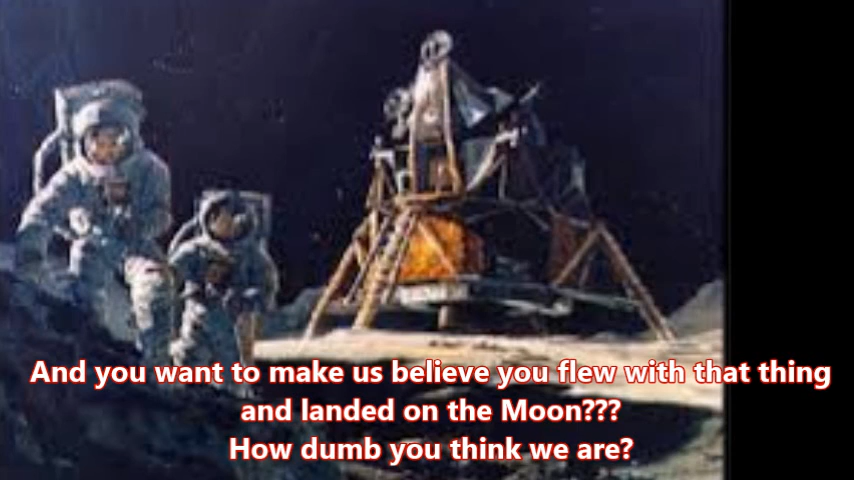 And you want to make us believe you flew with that thing
and landed on the Moon???
How dumb you think we are?